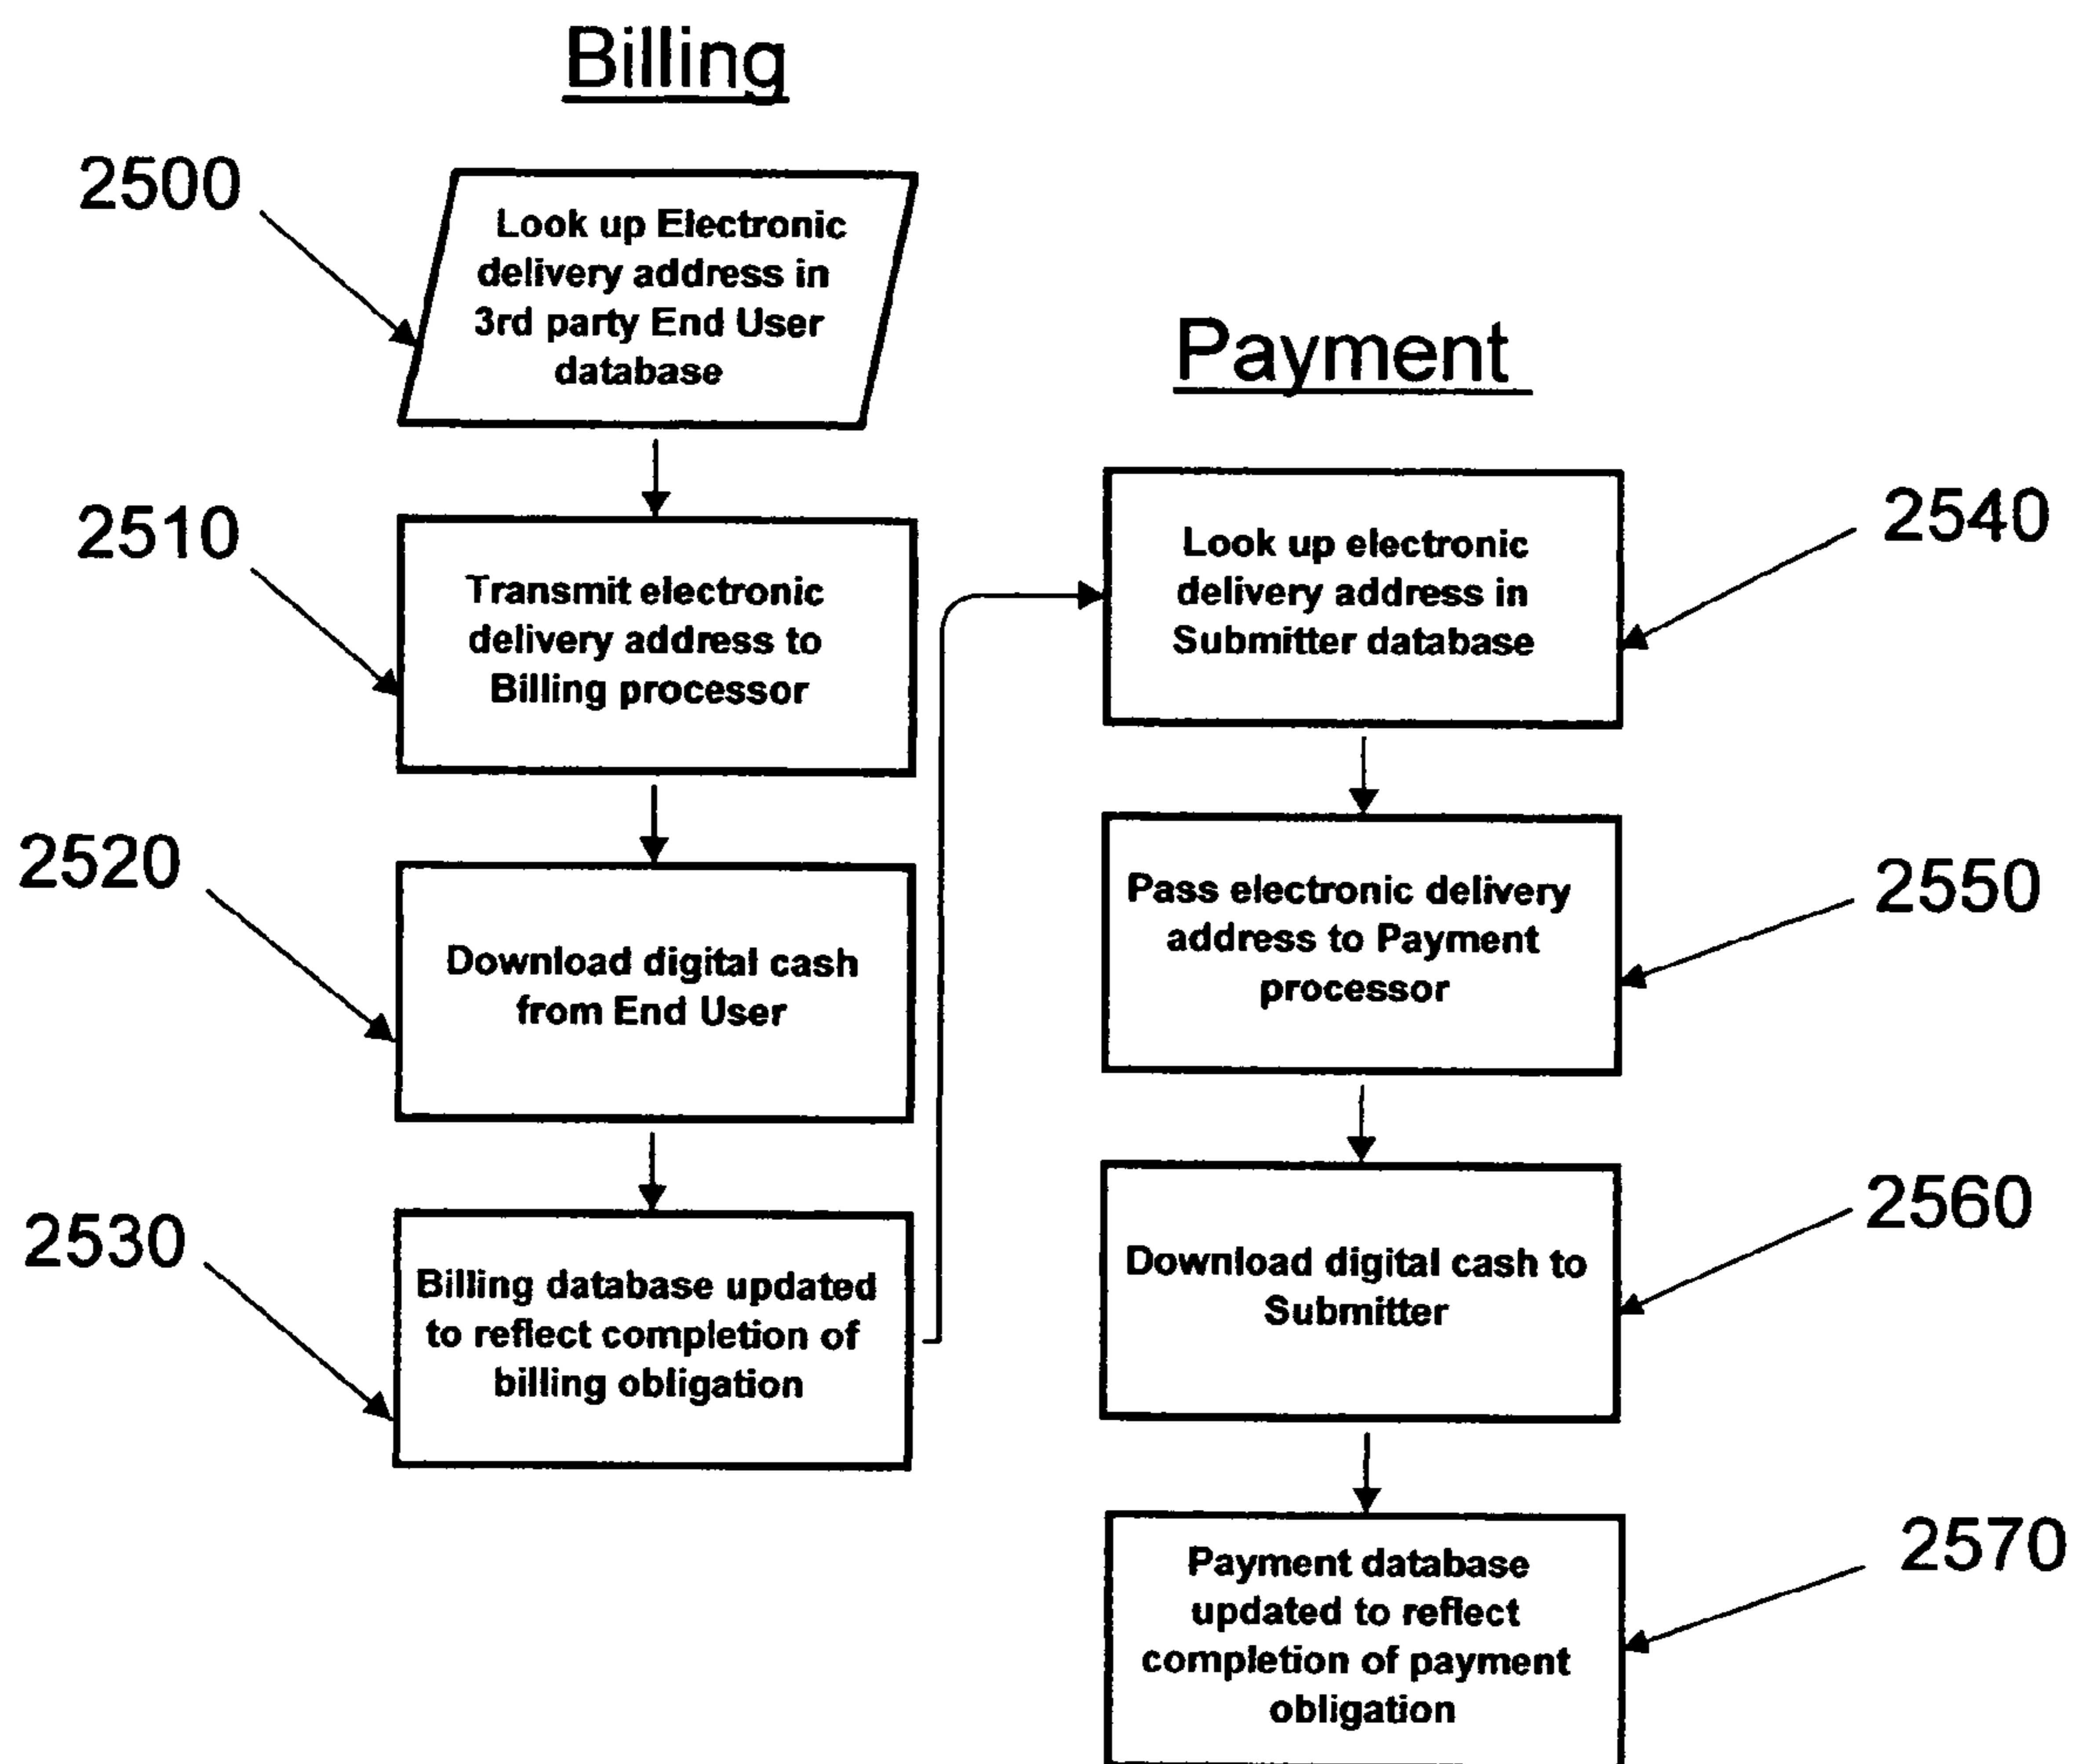 Billing
2500
Look up Electronic
delivery address in
3rd party End User
database
2510
Transmit electronic
delivery address to
Billing processor
2520
Download digital cash
from End User
2530
Billing database updated
to reflect completion of
billing obligation
Payment
2540
Look up electronic
delivery address in
Submitter database
2550
Pass electronic delivery
address to Payment
processor
2560
Download digital cash to
Submitter
2570
Payment database
updated to reflect
completion of payment
obligation